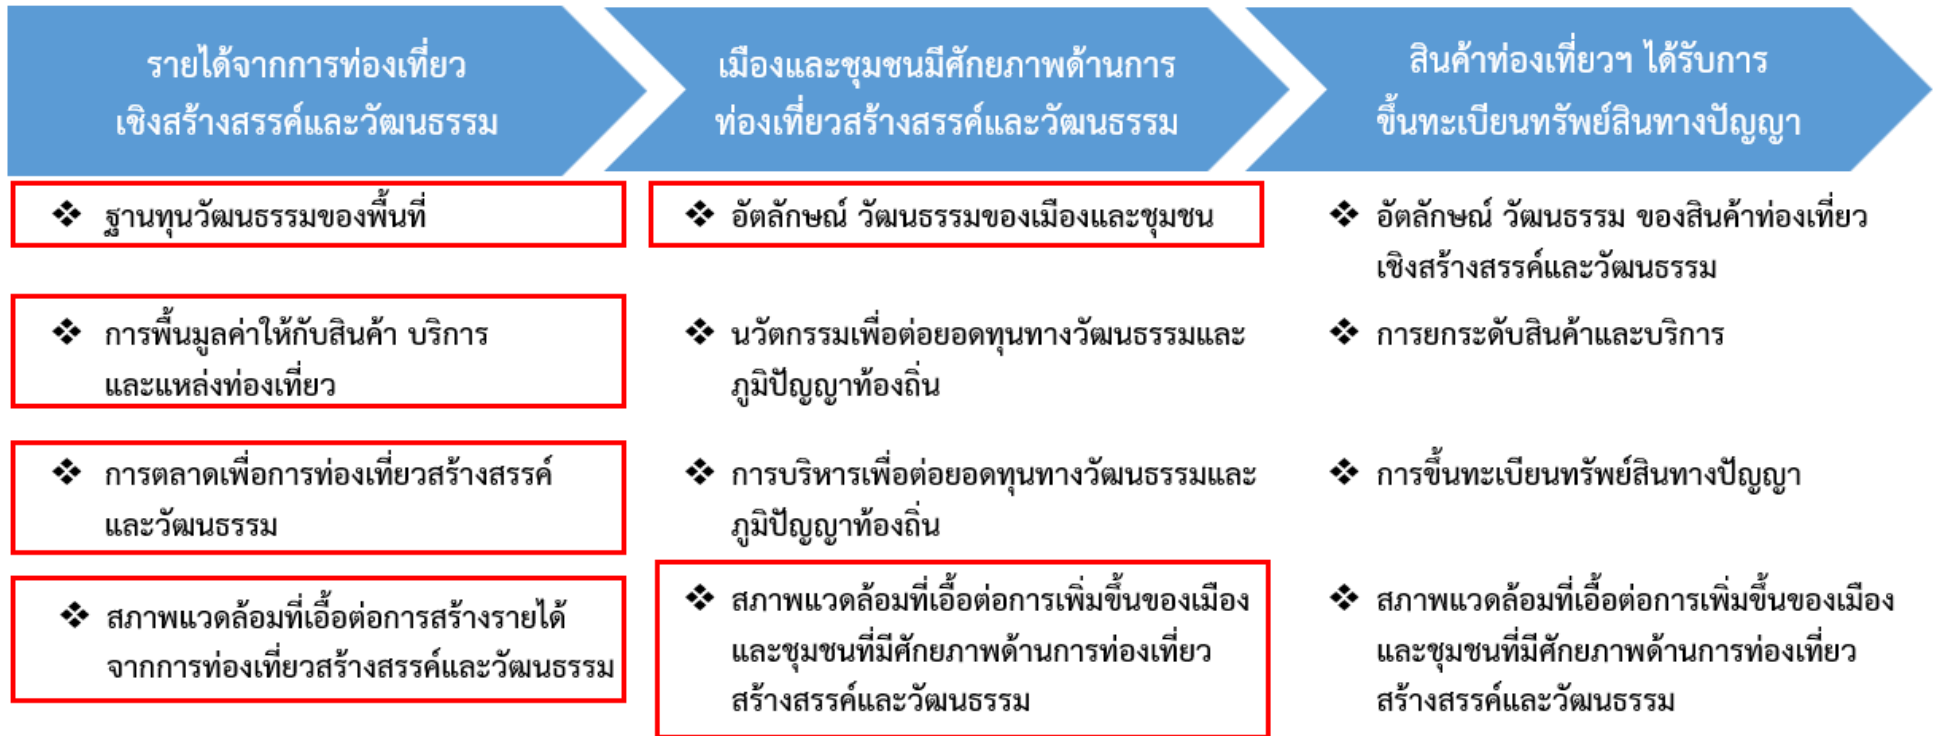 รายได้จากการท่องเที่ยว
เชิงสร้างสรรค์และวัฒนธรรม
❖ ฐานทุนวัฒนธรรมของพื้นที่
❖ การพื้นมูลค่าให้กับสินค้า บริการ
และแหล่งท่องเที่ยว
❖ การตลาดเพื่อการท่องเที่ยวสร้างสรรค์
และวัฒนธรรม
❖ สภาพแวดล้อมที่เอื้อต่อการสร้างรายได้
จากการท่องเที่ยวสร้างสรรค์และวัฒนธรรม
เมืองและชุมชนมีศักยภาพด้านการ
ท่องเที่ยวสร้างสรรค์และวัฒนธรรม
❖ อัตลักษณ์ วัฒนธรรมของเมืองและชุมชน
❖ นวัตกรรมเพื่อต่อยอดทุนทางวัฒนธรรมและ
ภูมิปัญญาท้องถิ่น
❖ การบริหารเพื่อต่อยอดทุนทางวัฒนธรรมและ
ภูมิปัญญาท้องถิ่น
❖ สภาพแวดล้อมที่เอื้อต่อการเพิ่มขึ้นของเมือง
และชุมชนที่มีศักยภาพด้านการท่องเที่ยว
สร้างสรรค์และวัฒนธรรม
สินค้าท่องเที่ยวฯ ได้รับการ
ขึ้นทะเบียนทรัพย์สินทางปัญญา
❖ อัตลักษณ์ วัฒนธรรม ของสินค้าท่องเที่ยว
เชิงสร้างสรรค์และวัฒนธรรม
❖ การยกระดับสินค้าและบริการ
❖ การขึ้นทะเบียนทรัพย์สินทางปัญญา
❖ สภาพแวดล้อมที่เอื้อต่อการเพิ่มขึ้นของเมือง
และชุมชนที่มีศักยภาพด้านการท่องเที่ยว
สร้างสรรค์และวัฒนธรรม